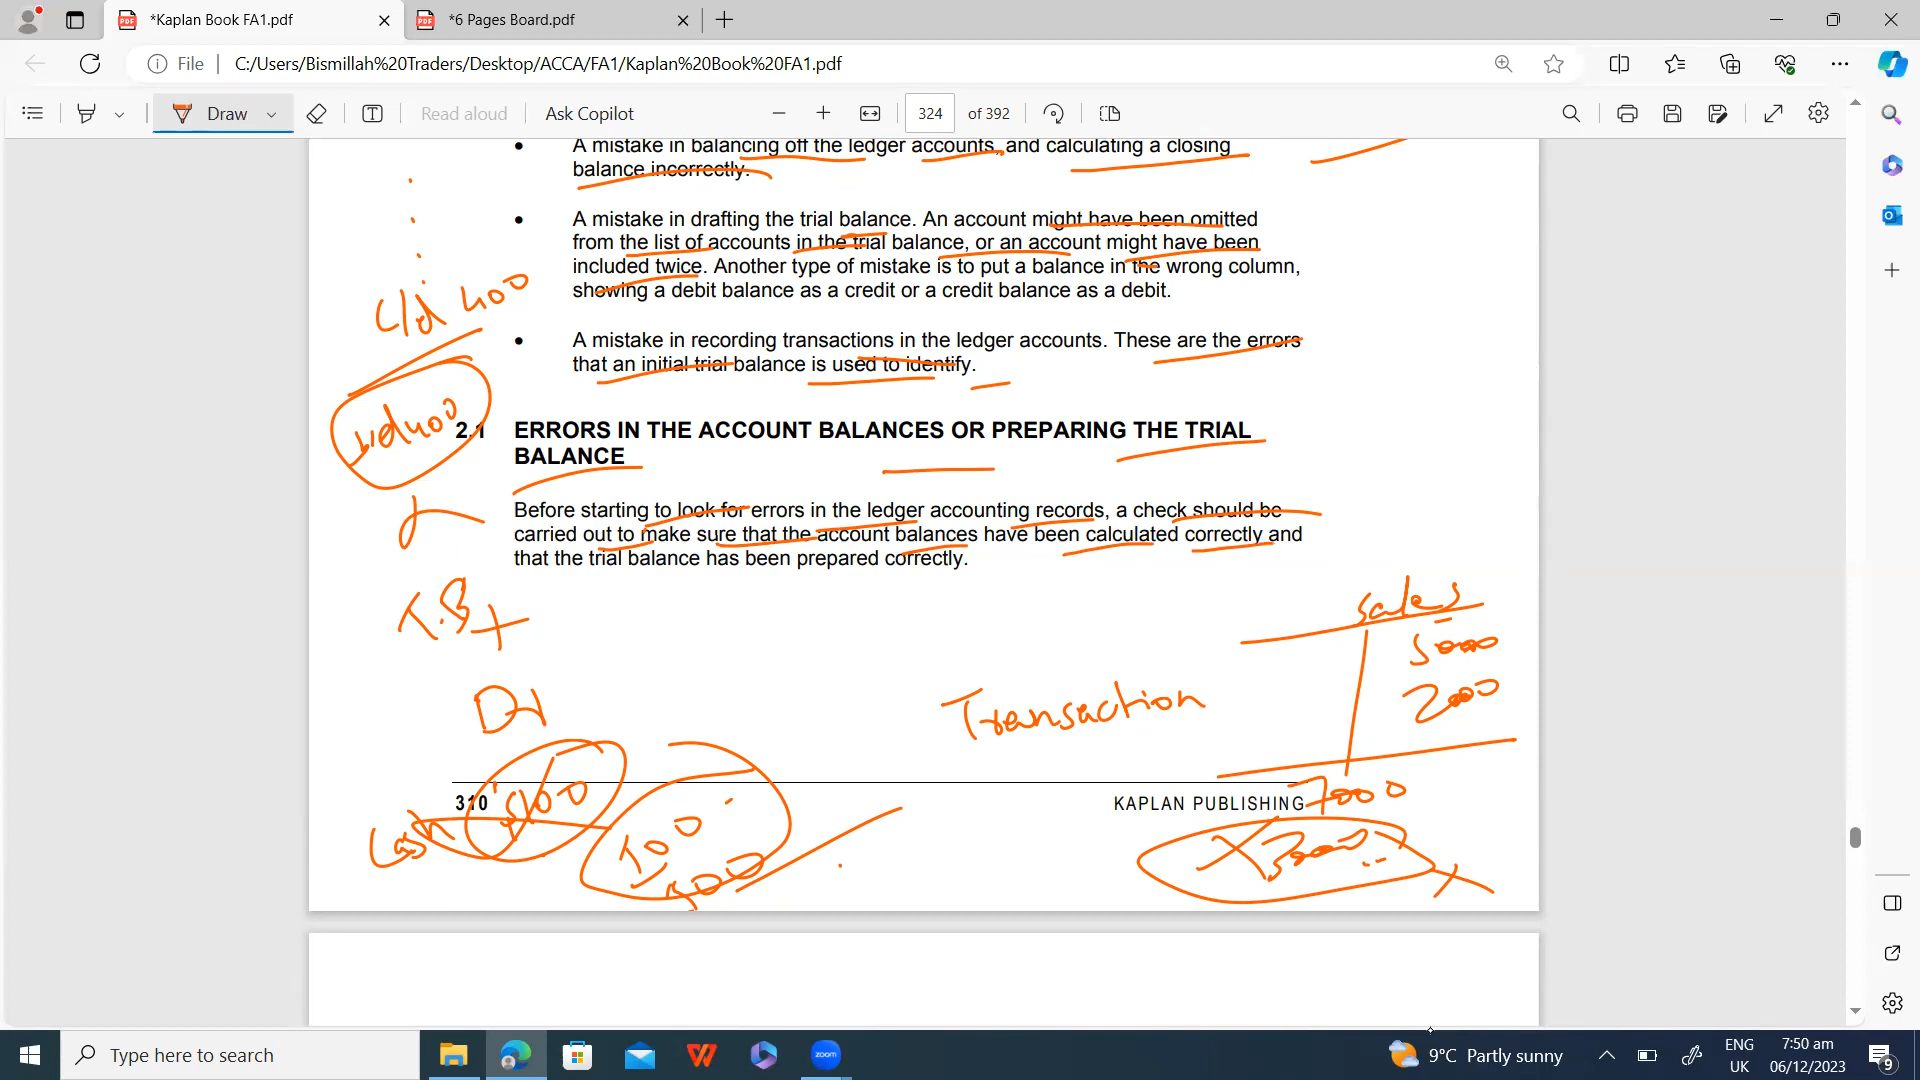 *Kaplan Book FA1.pdf
*6 Pages Board.pdf
File
C:/Users/Bismillah%20Traders/Desktop/ACCA/FA1/Kaplan%20Book%20FA1.pdf
Draw
Read aloud
Ask Copilot
324 of 392
• A mistake in balancing off the ledger accounts, and calculating a closing
balance incorrectly.
• A mistake in drafting the trial balance. An account might have been omitted
from the list of accounts in the trial balance, or an account might have been
included twice. Another type of mistake is to put a balance in the wrong column,
showing a debit balance as a credit or a credit balance as a debit.
c/d 400
• A mistake in recording transactions in the ledger accounts. These are the errors
that an initial trial balance is used to identify.
b/d 400
2.1 ERRORS IN THE ACCOUNT BALANCES OR PREPARING THE TRIAL
BALANCE
Before starting to look for errors in the ledger accounting records, a check should be
carried out to make sure that the account balances have been calculated correctly and
that the trial balance has been prepared correctly.
T.B
sales
5000
2000
Dr
Transaction
7000
310
KAPLAN PUBLISHING
Cash
100
3000
Type here to search
zoom
9°C Partly sunny
ENG
UK
7:50 am
06/12/2023
9